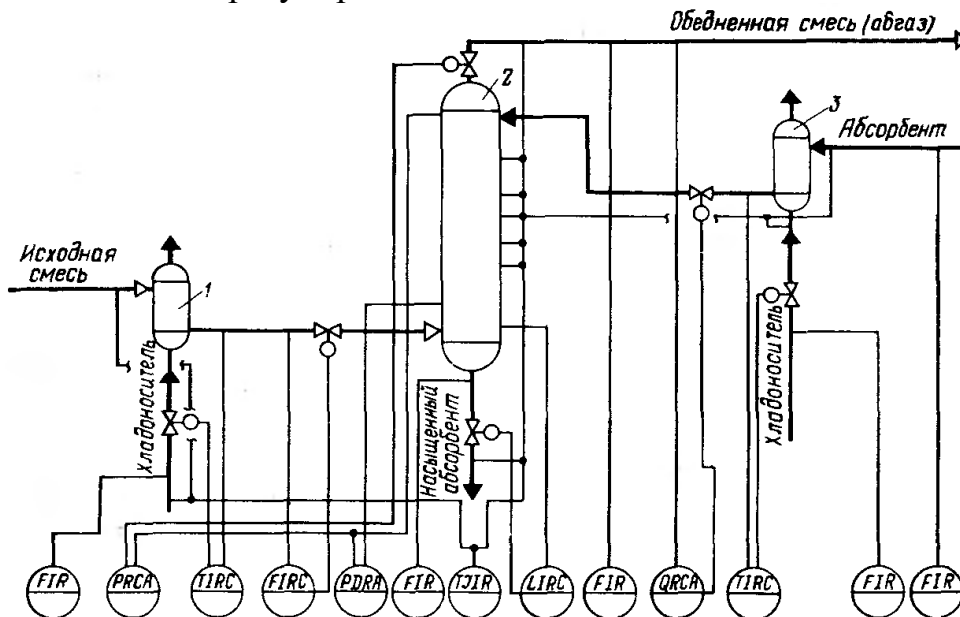 Обедненная смесь (абгаз)
2
3
Абсорбент
Исходная
смесь
1
Хладоноситель
Насыщенный
абсорбент
Хладоноситель
FIR
PRCA
TIRC
FIRC
PDRA
FIR
TJIR
LIRC
FIR
QRCA
TIRC
FIR
FIR